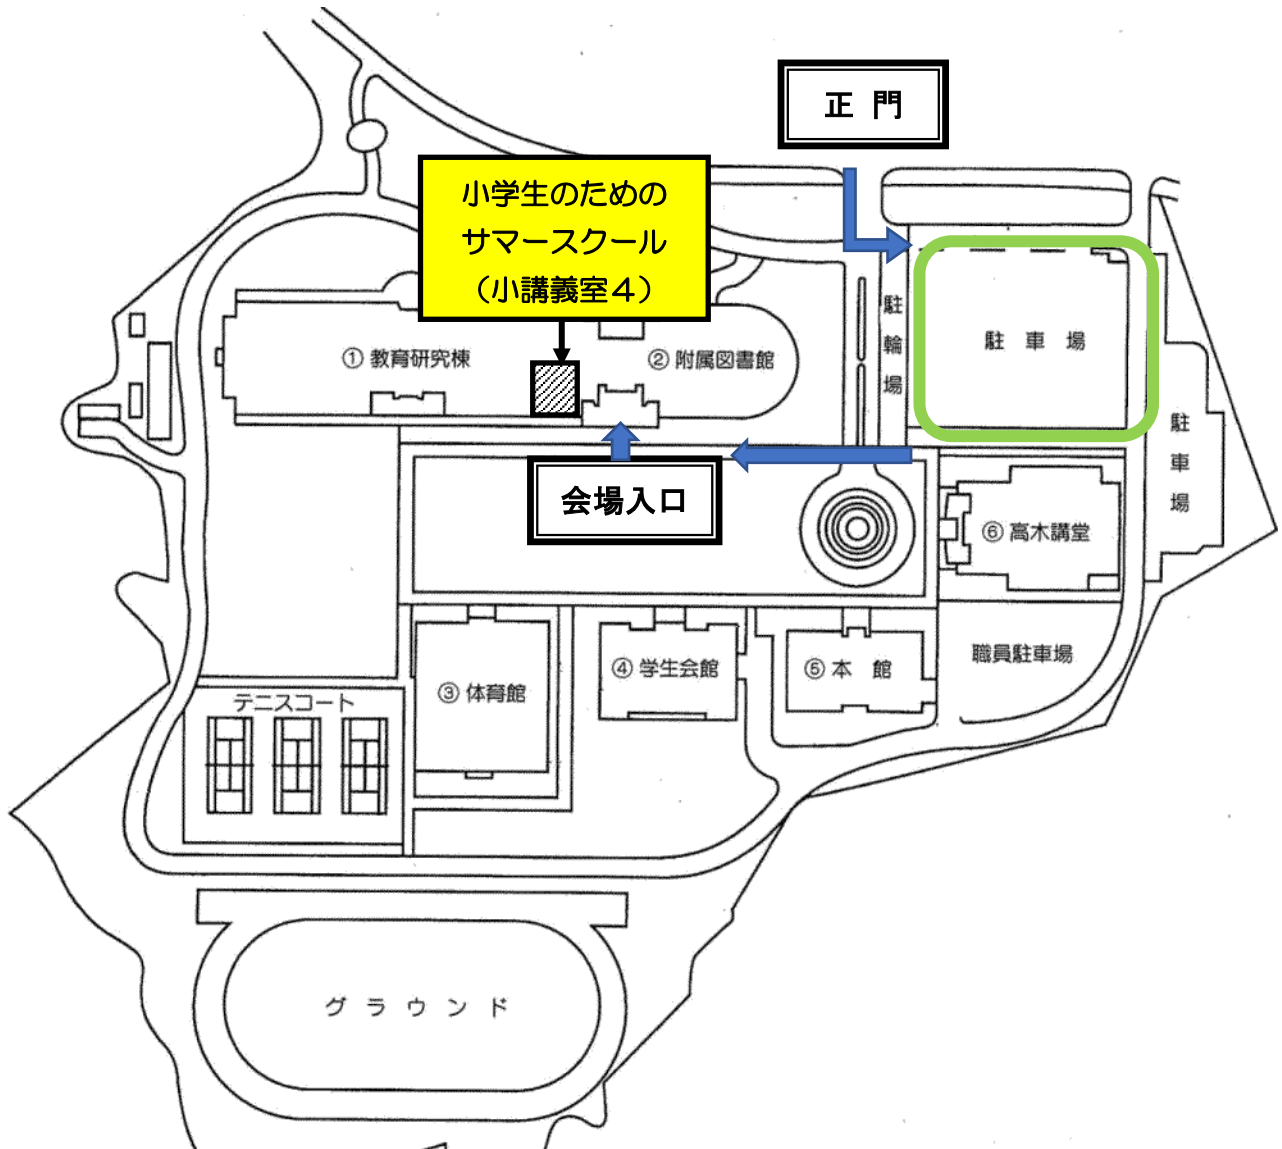 正 門
小学生のための
サマースクール
（小講義室４）
駐輪場
駐 車 場
① 教育研究棟
② 附属図書館
駐車場
会場入口
⑥ 高木講堂
④ 学生会館
⑤ 本 館
職員駐車場
③ 体育館
テニスコート
グ ラ ウ ン ド